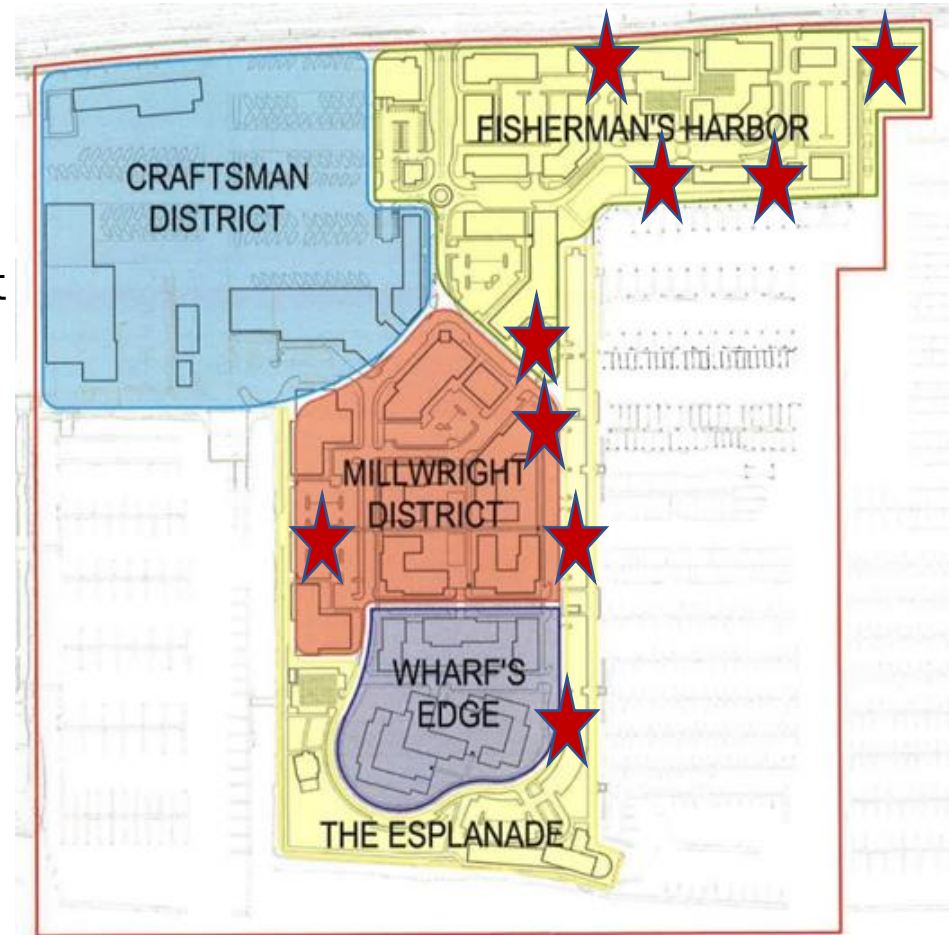 FISHERMAN'S HARBOR
CRAFTSMAN
DISTRICT
MILLWRIGHT
DISTRICT
WHARF'S
EDGE
THE ESPLANADE